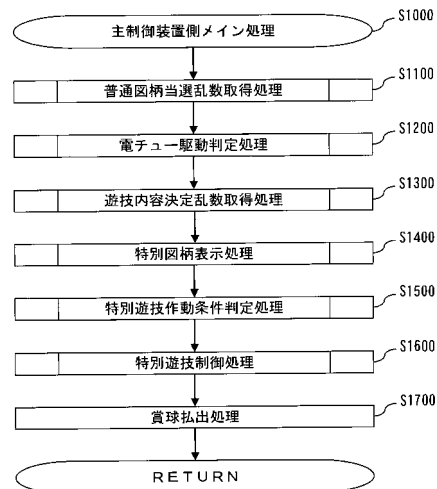 主制御装置側メイン処理
S1000
普通図柄当選乱数取得処理
S1100
電チュー駆動判定処理
S1200
遊技内容決定乱数取得処理
S1300
特別図柄表示処理
S1400
特別遊技作動条件判定処理
S1500
特別遊技制御処理
S1600
賞球払出処理
S1700
RETURN